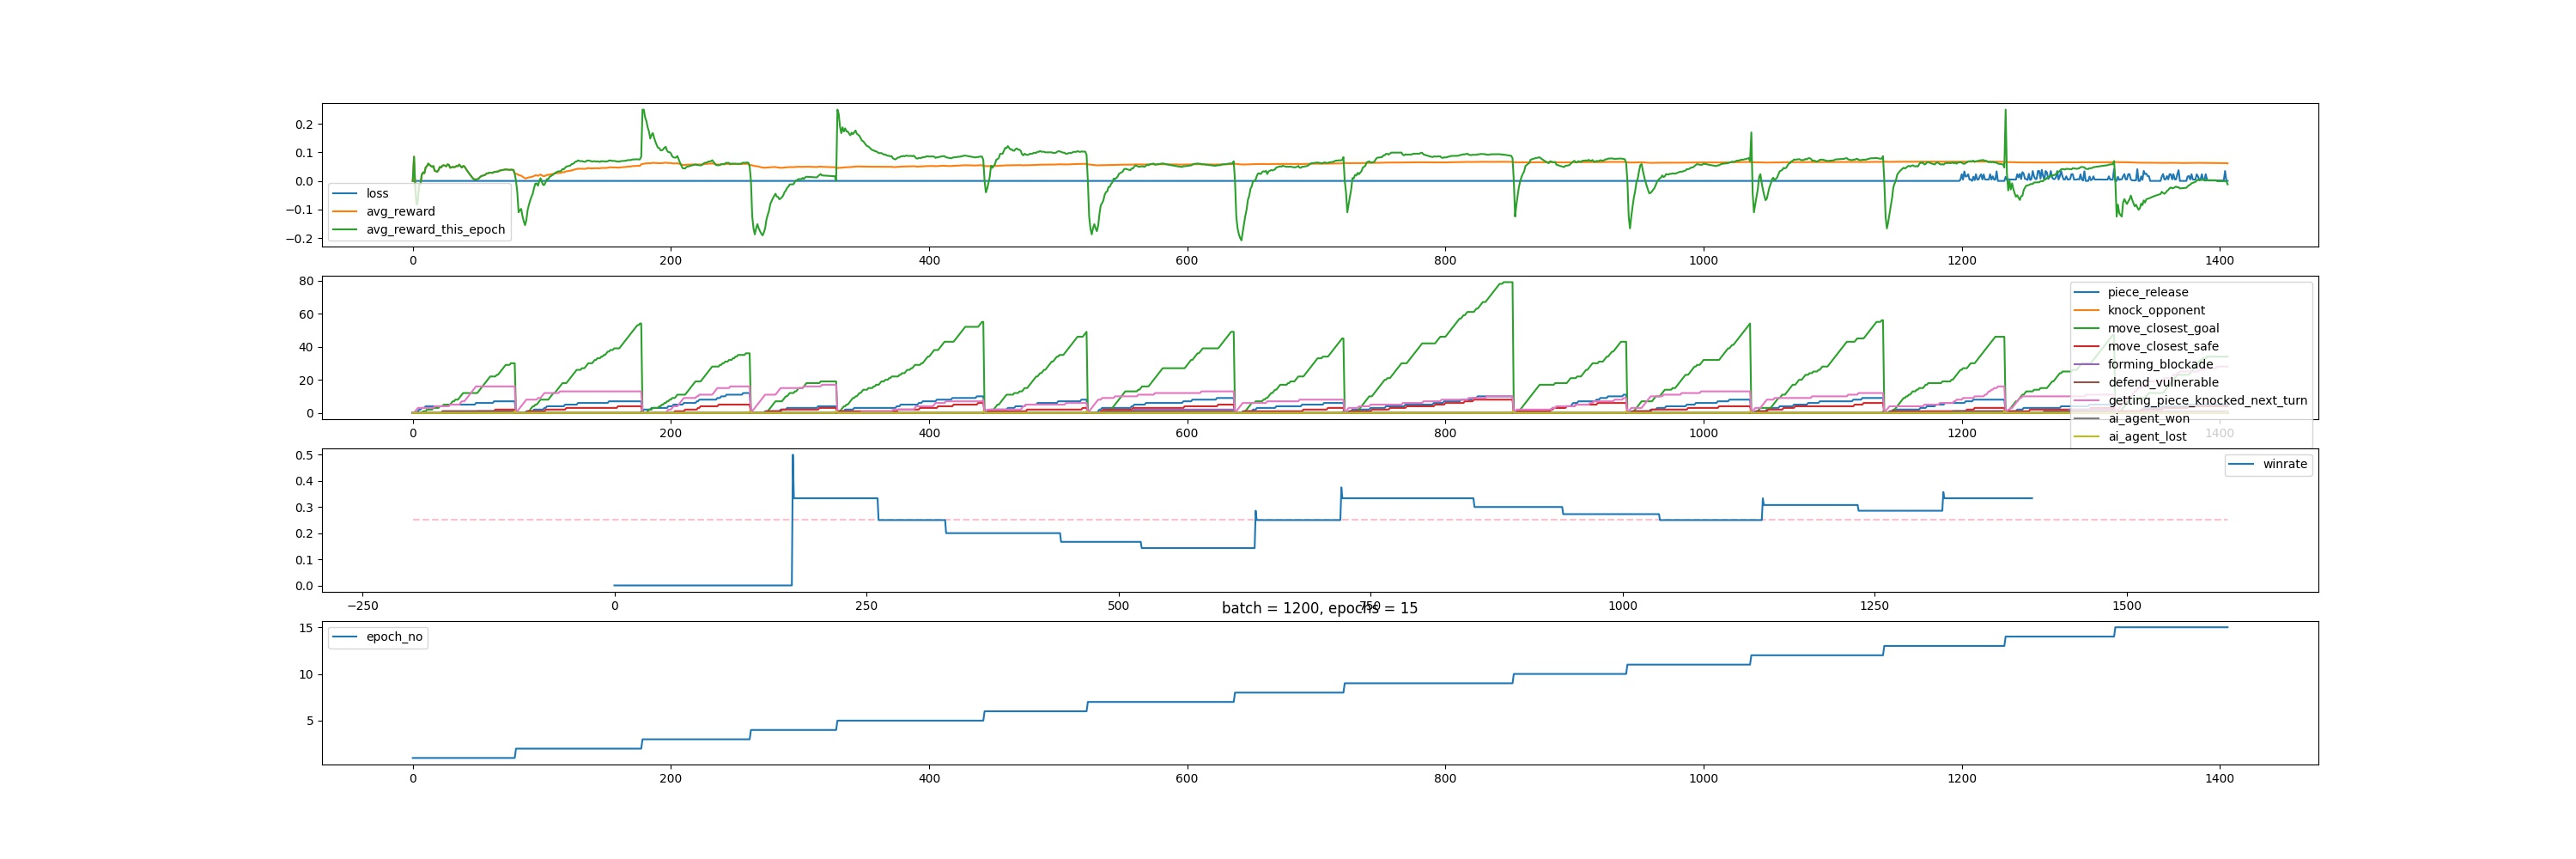 0.2
0.1
0.0
−0.1
−0.2
loss
avg_reward
avg_reward_this_epoch
0 200 400 600 800 1000 1200 1400
80
60
40
20
0
piece_release
knock_opponent
move_closest_goal
move_closest_safe
forming_blockade
defend_vulnerable
getting_piece_knocked_next_turn
ai_agent_won
ai_agent_lost
0 200 400 600 800 1000 1200 1400
0.5
0.4
0.3
0.2
0.1
0.0
winrate
−250 0 250 500 750 1000 1250 1500
batch = 1200, epochs = 15
15
10
5
epoch_no
0 200 400 600 800 1000 1200 1400